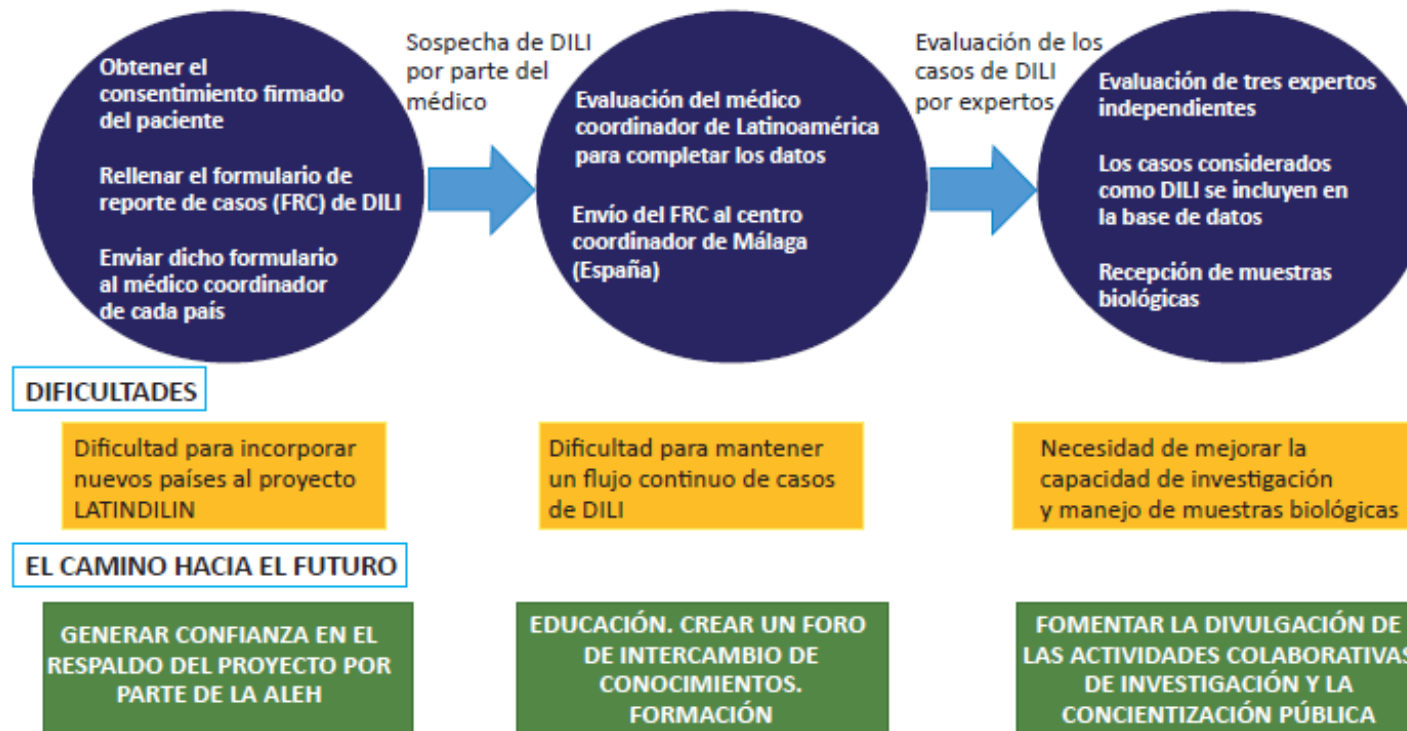 Obtener el
consentimiento firmado
del paciente
Rellenar el formulario de
reporte de casos (FRC) de DILI
Enviar dicho formulario
al médico coordinador
de cada país
Sospecha de DILI
por parte del
médico
Evaluación del médico
coordinador de Latinoamérica
para completar los datos
Envío del FRC al centro
coordinador de Málaga
(España)
Evaluación de los
casos de DILI
por expertos
Evaluación de tres expertos
independientes
Los casos considerados
como DILI se incluyen en
la base de datos
Recepción de muestras
biológicas
DIFICULTADES
Dificultad para incorporar
nuevos países al proyecto
LATINDILIN
Dificultad para mantener
un flujo continuo de casos
de DILI
Necesidad de mejorar la
capacidad de investigación
y manejo de muestras biológicas
EL CAMINO HACIA EL FUTURO
GENERAR CONFIANZA EN EL
RESPALDO DEL PROYECTO POR
PARTE DE LA ALEH
EDUCACIÓN. CREAR UN FORO
DE INTERCAMBIO DE
CONOCIMIENTOS.
FORMACIÓN
FOMENTAR LA DIVULGACIÓN DE
LAS ACTIVIDADES COLABORATIVAS
DE INVESTIGACIÓN Y LA
CONCIENTIZACIÓN PÚBLICA